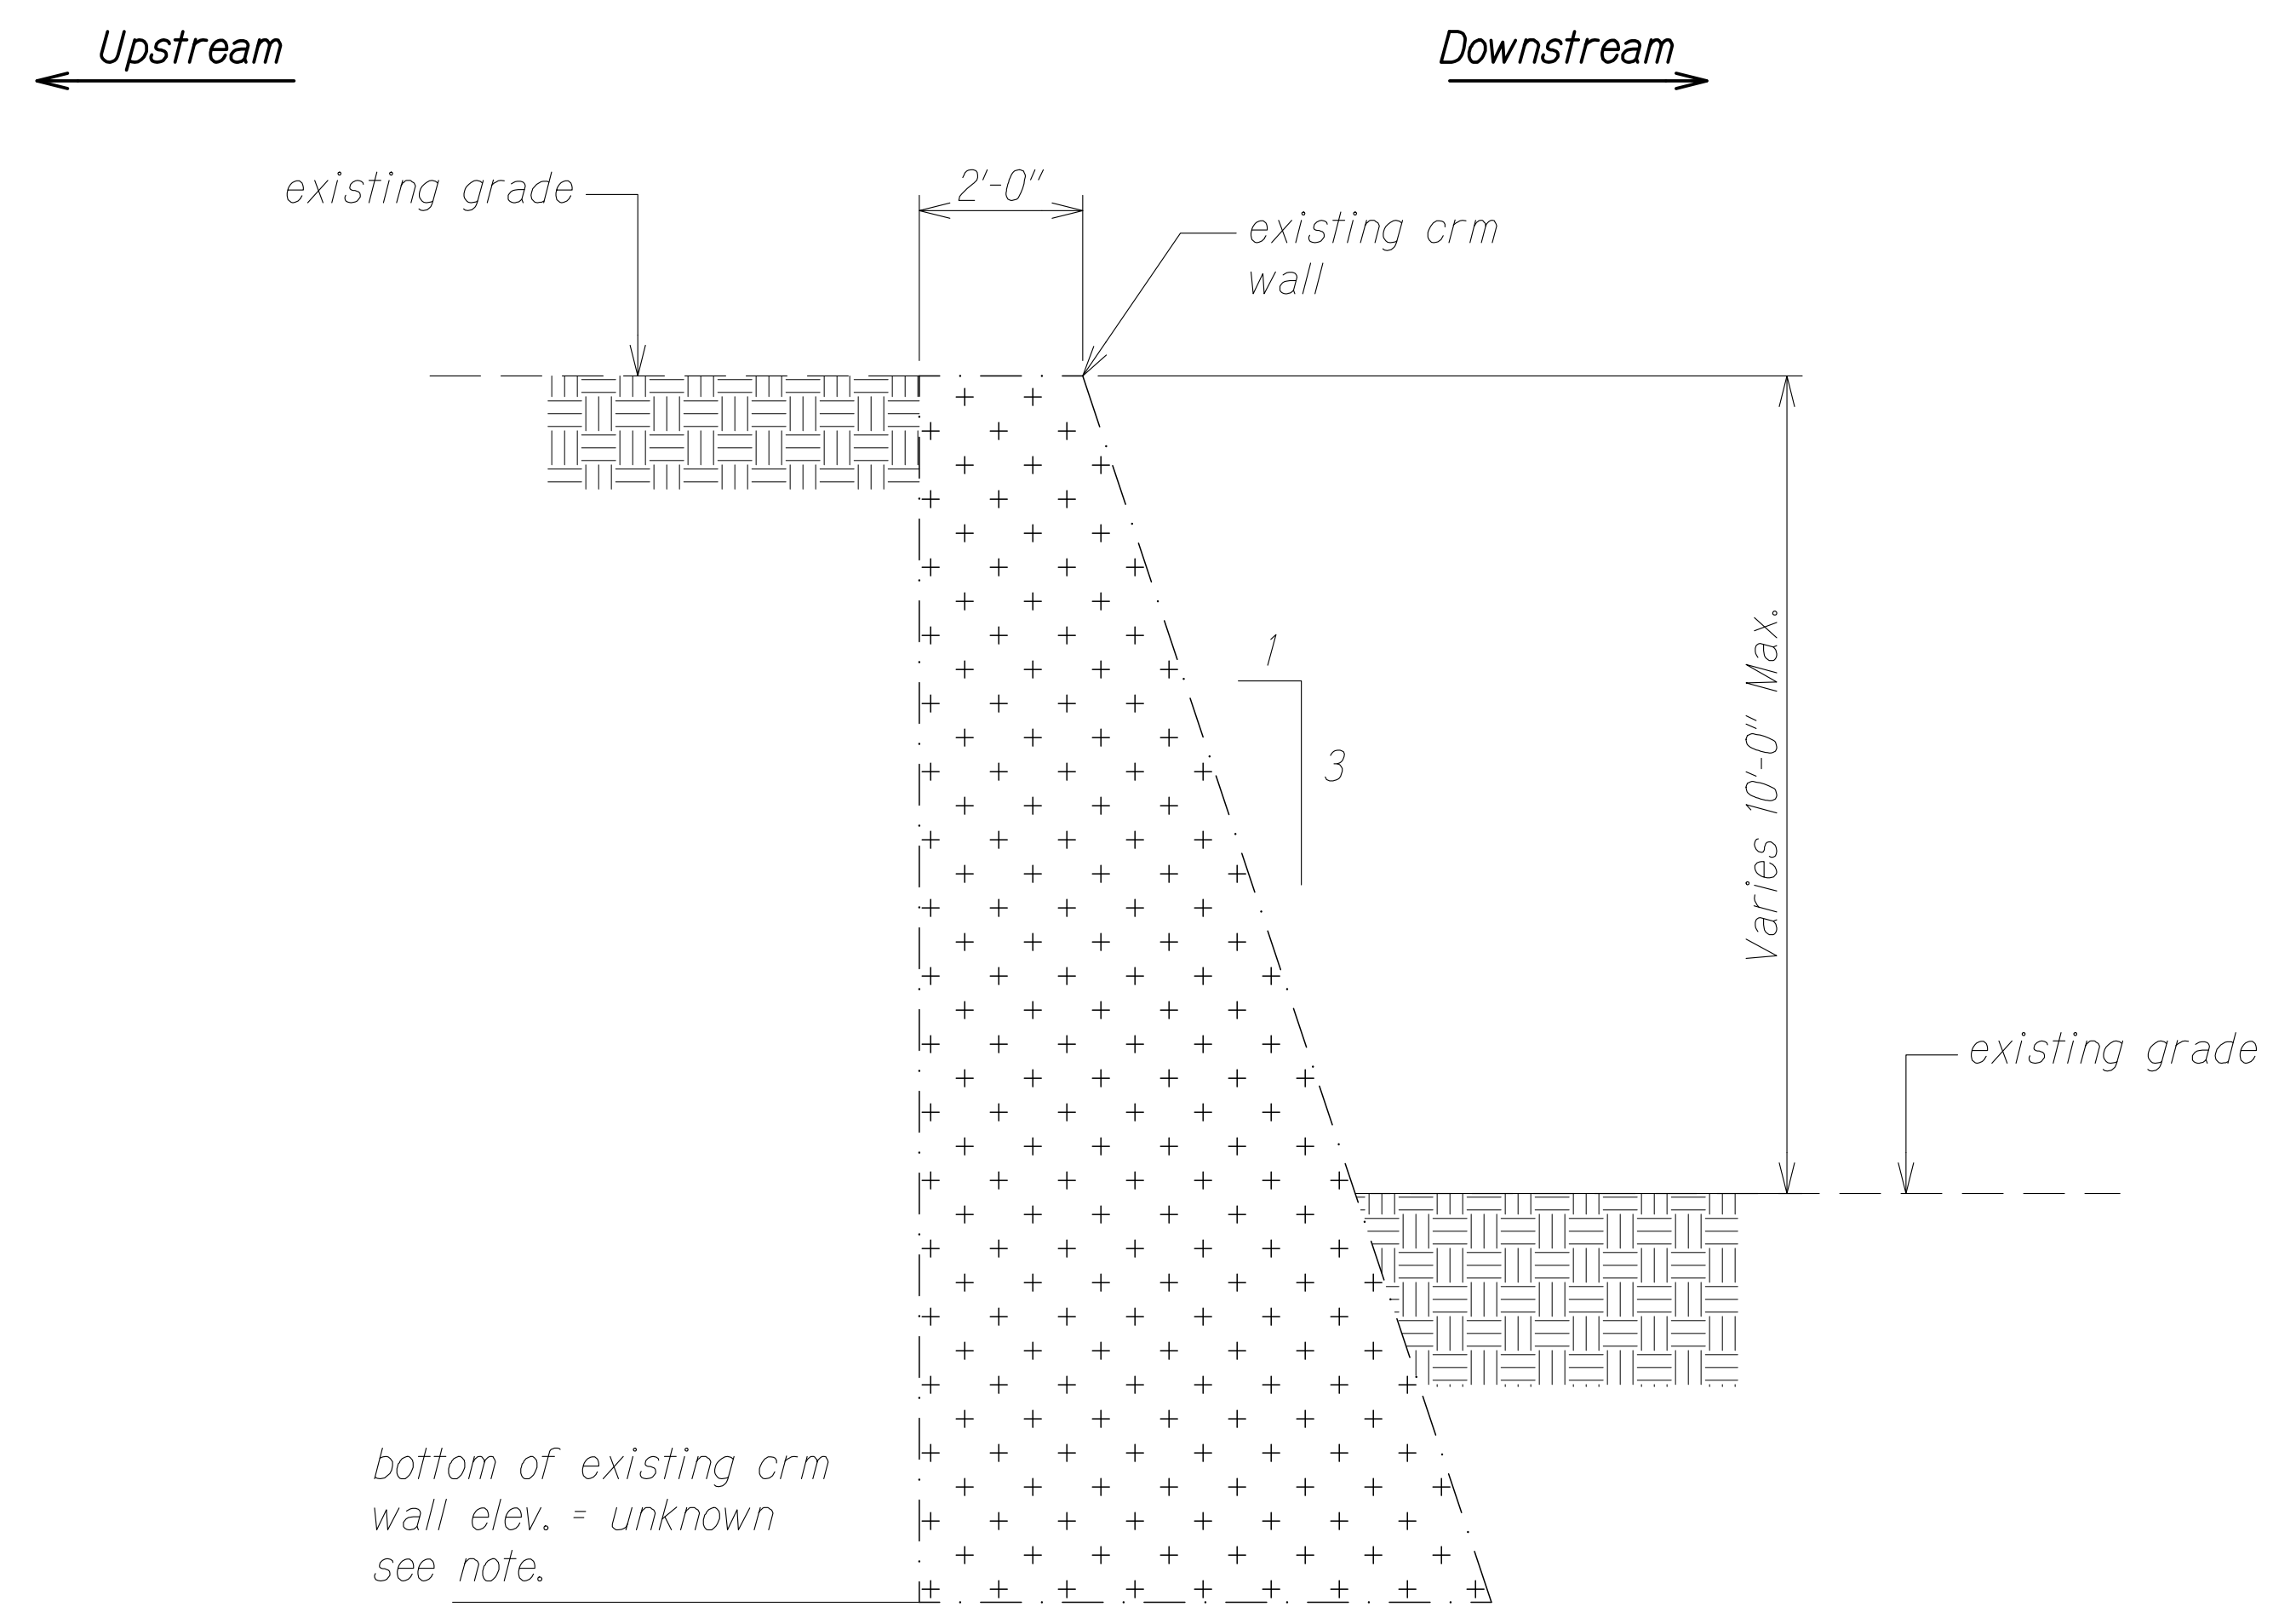 Upstream
Downstream
existing grade
2'-0"
existing crm
wall
1
3
Varies 10'-0" Max.
existing grade
bottom of existing crm
wall elev. = unknown
see note.